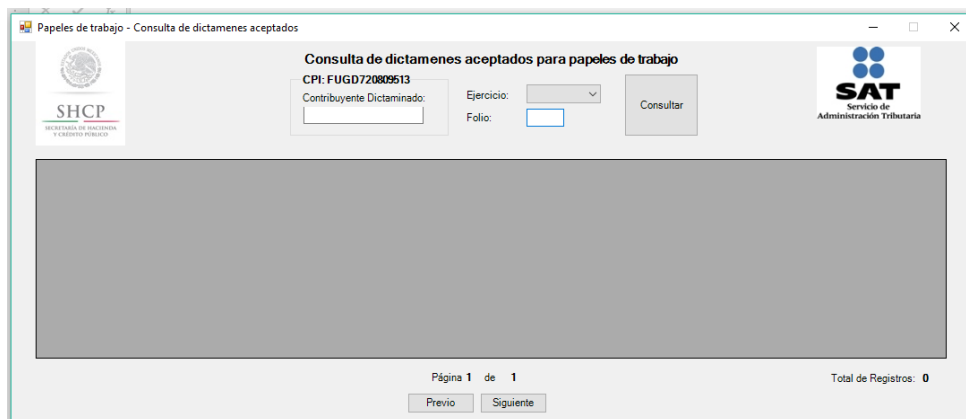 Papeles de trabajo - Consulta de dictamenes aceptados
Consulta de dictamenes aceptados para papeles de trabajo
CPI: FUGD720809513
Contribuyente Dictaminado:
Ejercicio:
Folio:
Consultar
SHCP
SECRETARÍA DE HACIENDA
Y CRÉDITO PÚBLICO
SAT
Servicio de
Administración Tributaria
Página 1 de 1
Total de Registros: 0
Previo
Siguiente